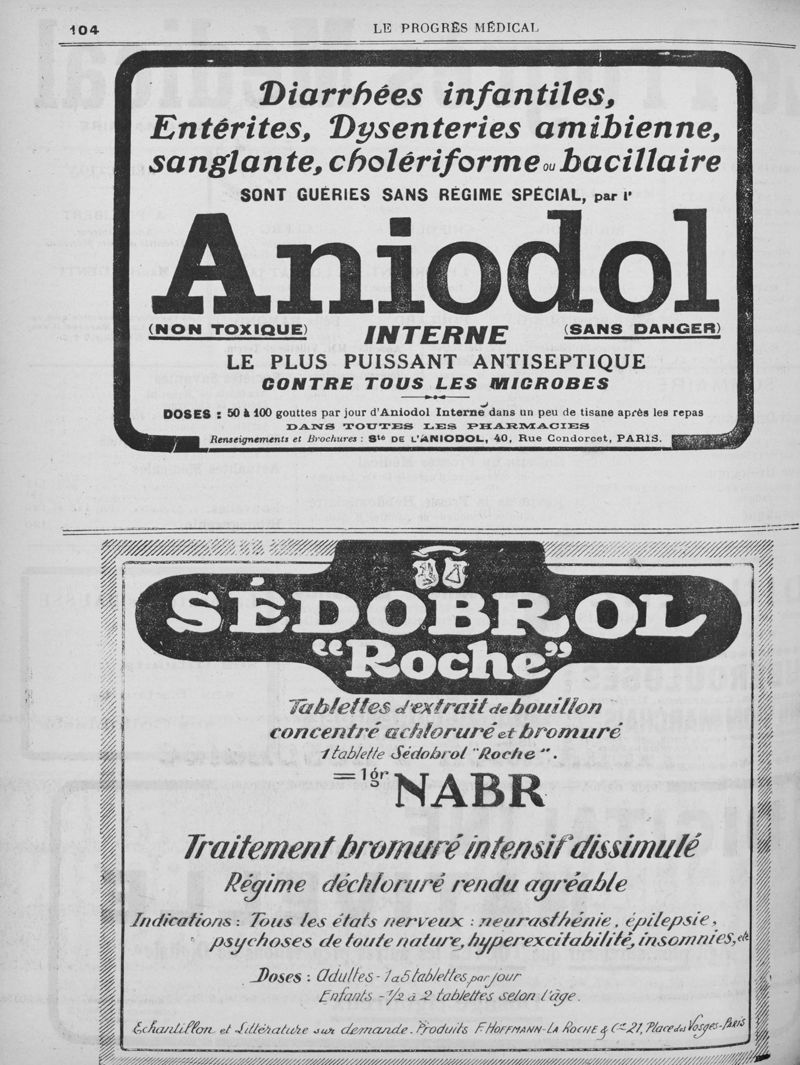 104
LE PROGRÈS MÉDICAL
Diarrhées infantiles,
Entérites, Dysenteries amibienne,
sanglante, cholériforme ou bacillaire
SONT GUÉRIES SANS RÉGIME SPÉCIAL, par l'
Aniodol
(NON TOXIQUE) INTERNE (SANS DANGER)
LE PLUS PUISSANT ANTISEPTIQUE
CONTRE TOUS LES MICROBES
DOSES : 50 à 100 gouttes par jour d'Aniodol Interne dans un peu de tisane après les repas
DANS TOUTES LES PHARMACIES
Renseignements et Brochures : Sté DE L'ANIODOL, 40, Rue Condorcet, PARIS.
SÉDOBROL
"Roche"
Tablettes d'extrait de bouillon
concentré achloruré et bromuré
1 tablette Sédobrol "Roche".
= 1gr NABR
Traitement bromuré intensif dissimulé
Régime déchloruré rendu agréable
Indications : Tous les états nerveux : neurasthénie, épilepsie,
psychoses de toute nature, hyperexcitabilité, insomnies, etc
Doses : Adultes - 1 a 5 tablettes par jour
Enfants - 1/2 à 2 tablettes selon l'âge.
Echantillon et Littérature sur demande. Produits F. HOFFMANN-LA ROCHE & Cie 21, Place des Vosges-PARIS